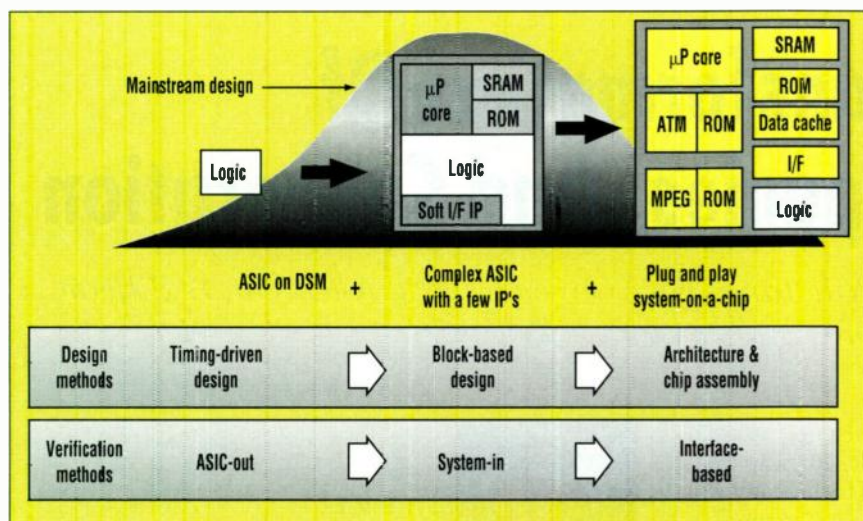 Mainstream design
Logic
μP
core
SRAM
ROM
Logic
Soft I/F IP
μP core
ATM
ROM
MPEG
ROM
SRAM
ROM
Data cache
I/F
Logic
ASIC on DSM
+
Complex ASIC
with a few IP's
+
Plug and play
system-on-a-chip
Design
methods
Timing-driven
design
Block-based
design
Architecture &
chip assembly
Verification
methods
ASIC-out
System-in
Interface-
based